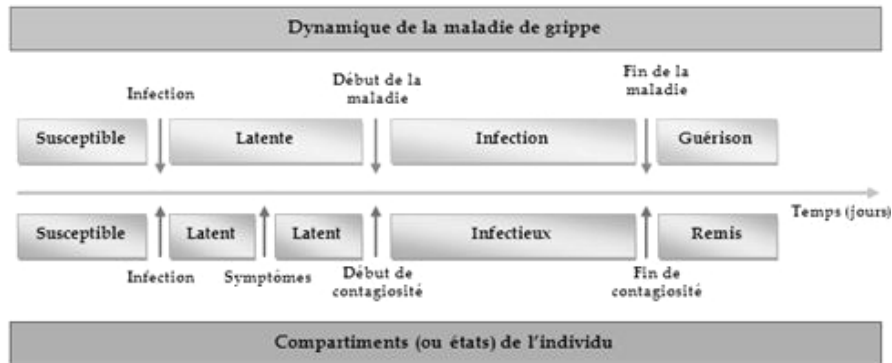 Dynamique de la maladie de grippe
Infection
Début de la
maladie
Fin de la
maladie
Susceptible
Latente
Infection
Guérison
Temps (jours)
Susceptible
Latent
Latent
Infectieux
Remis
Infection
Symptômes
Début de
contagiosité
Fin de
contagiosité
Compartiments (ou états) de l'individu